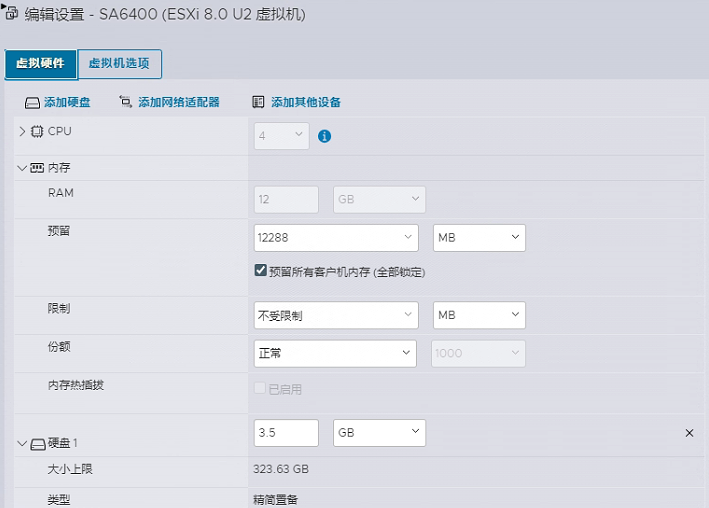 编辑设置 - SA6400 (ESXi 8.0 U2 虚拟机)
虚拟硬件 虚拟机选项
添加硬盘 添加网络适配器 添加其他设备
CPU 4
内存
RAM 12 GB
预留 12288 MB
预留所有客户机内存 (全部锁定)
限制 不受限制 MB
份额 正常 1000
内存热插拔 已启用
硬盘 1 3.5 GB
大小上限 323.63 GB
类型 精简置备